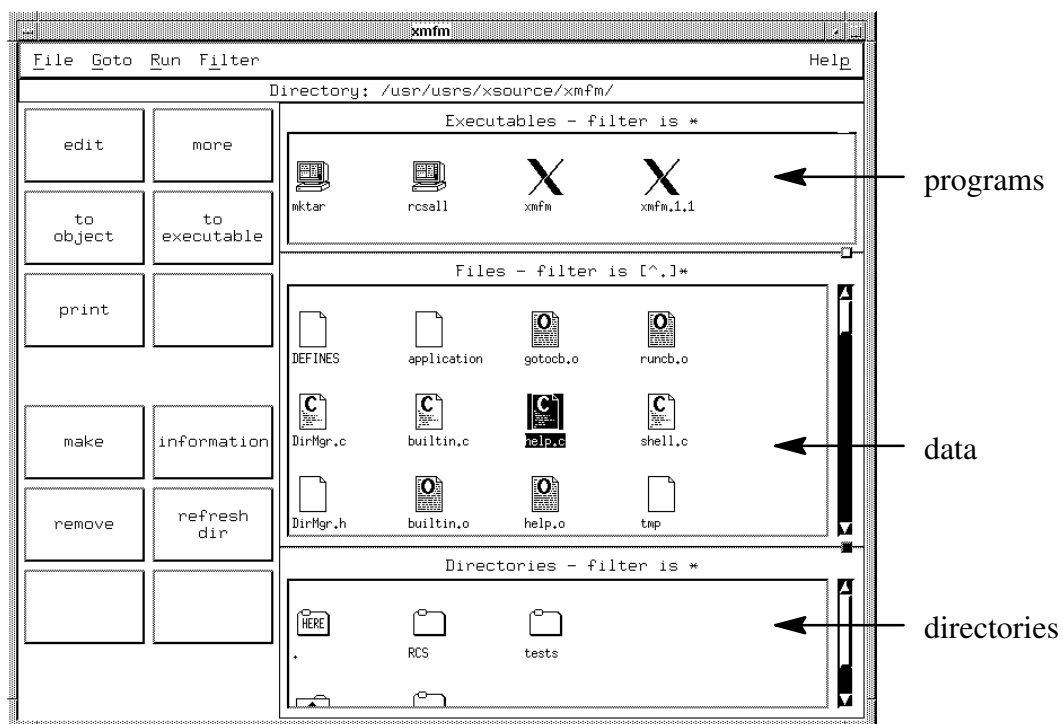 xmfm
File Goto Run Filter Help
Directory: /usr/usrs/xsource/xmfm/
edit more
to object to executable
print
make information
remove refresh dir
Executables - filter is *
mktar rcsall xmfm xmfm.1.1
programs
Files - filter is [^.]*
DEFINES application gotocb.o runcb.o
C C C C
DirMgr.c builtin.c help.c shell.c
data
DirMgr.h builtin.o help.o tmp
Directories - filter is *
HERE
. RCS tests
directories